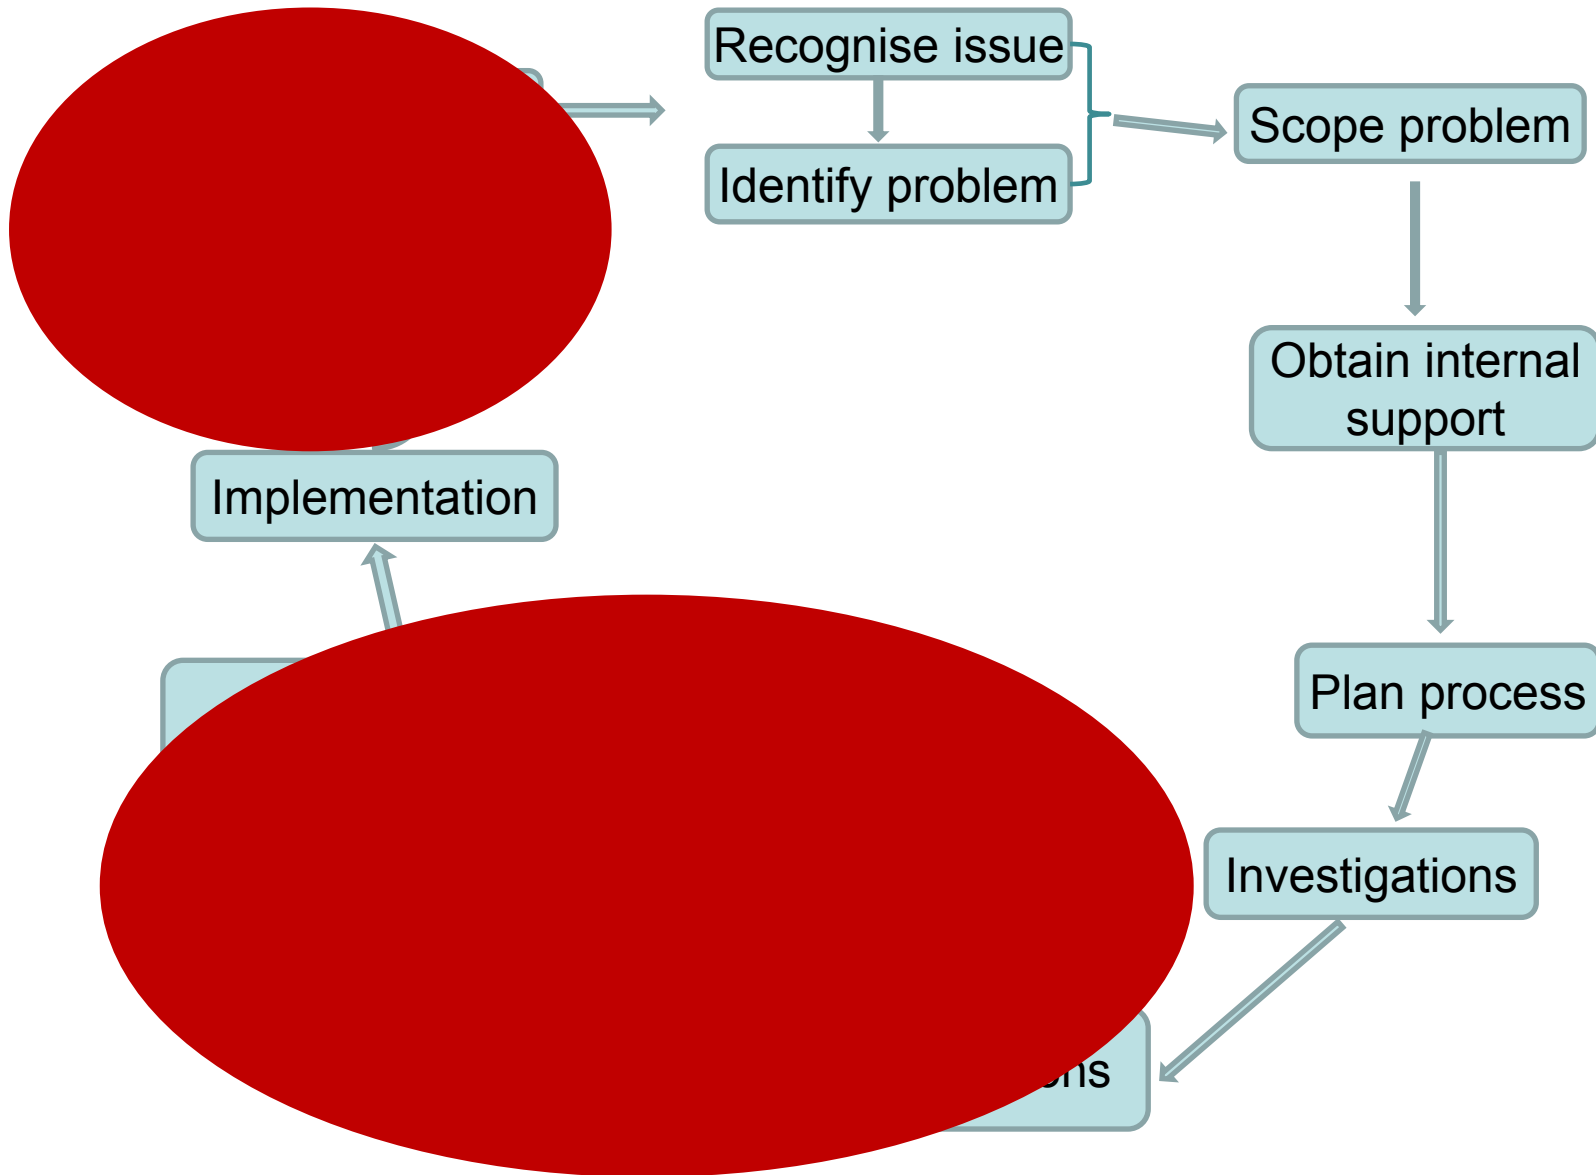 Recognise issue
Identify problem
Scope problem
Obtain internal
support
Plan process
Investigations
Implementation